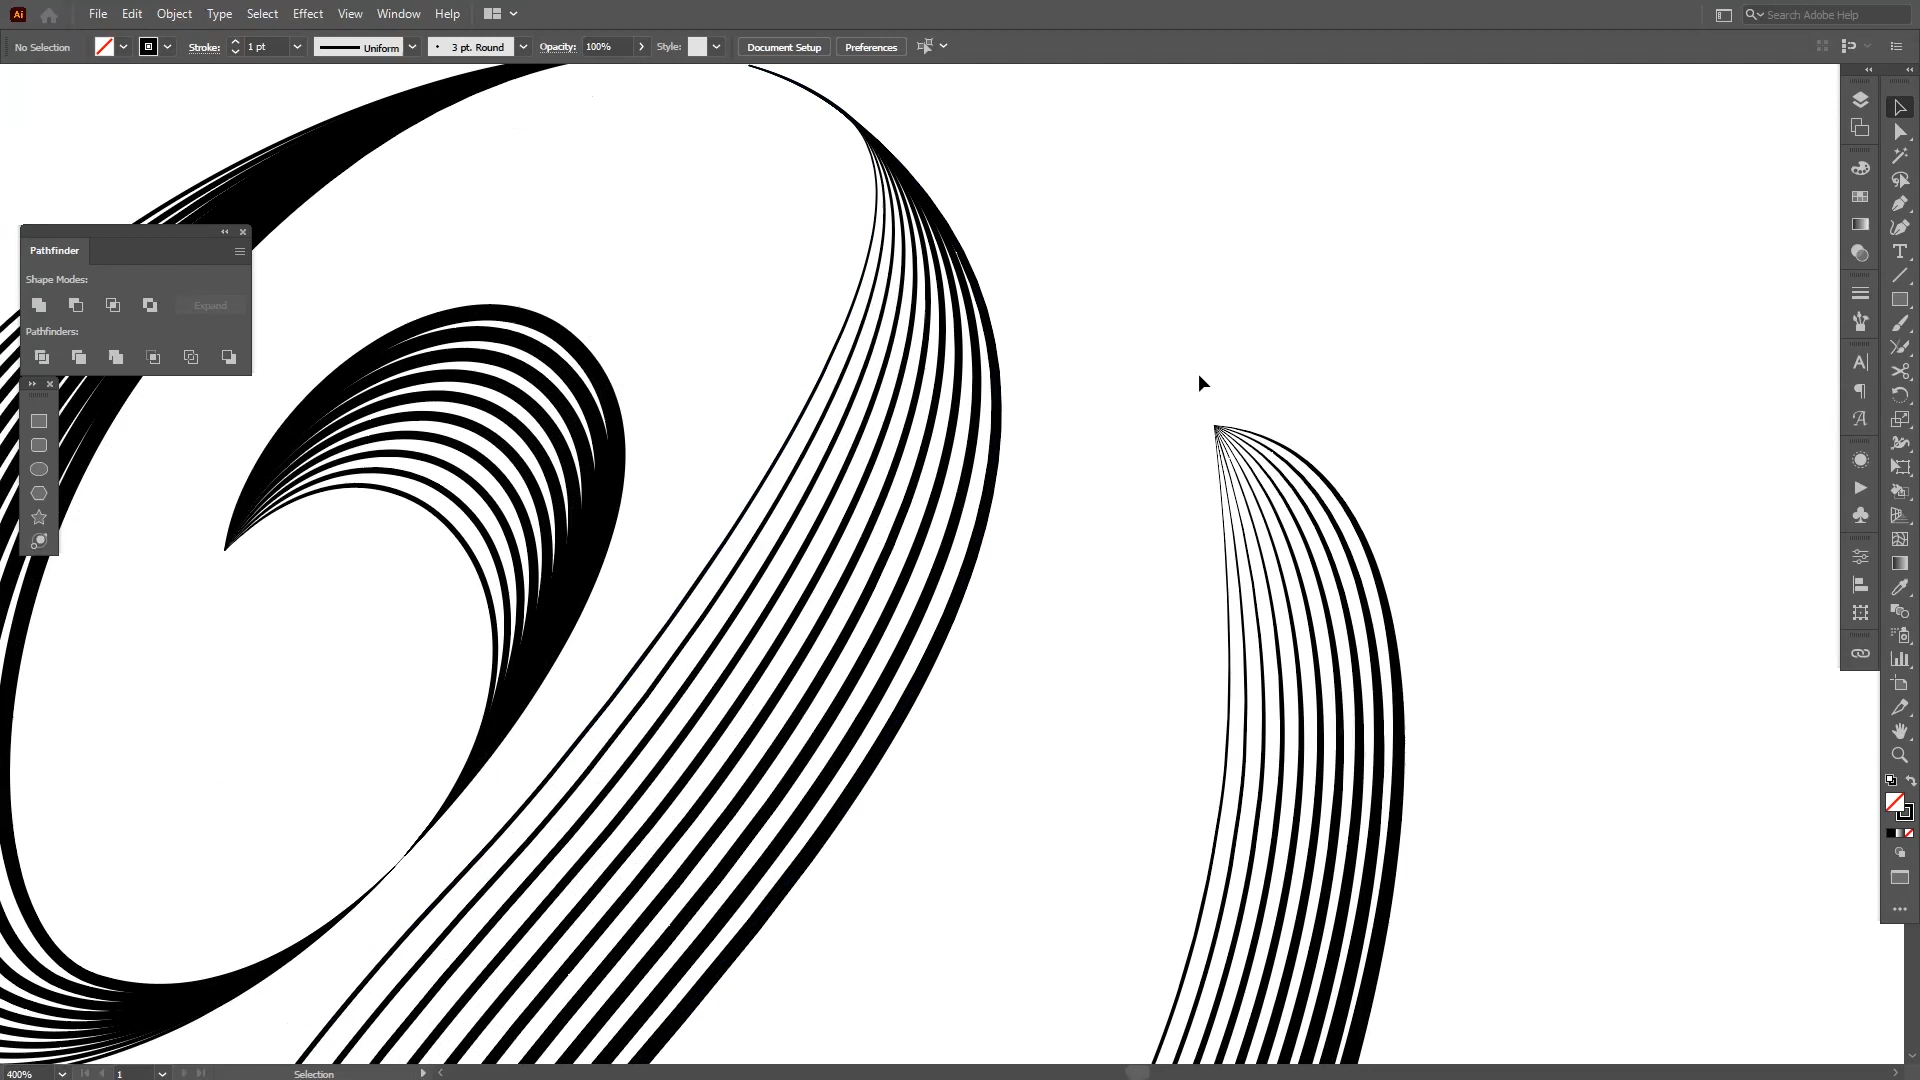 Ai File Edit Object Type Select Effect View Window Help Search Adobe Help
No Selection Stroke: 1 pt Uniform 3 pt. Round Opacity: 100% Style: Document Setup Preferences
Pathfinder
Shape Modes:
Expand
Pathfinders:
400% 1 Selection